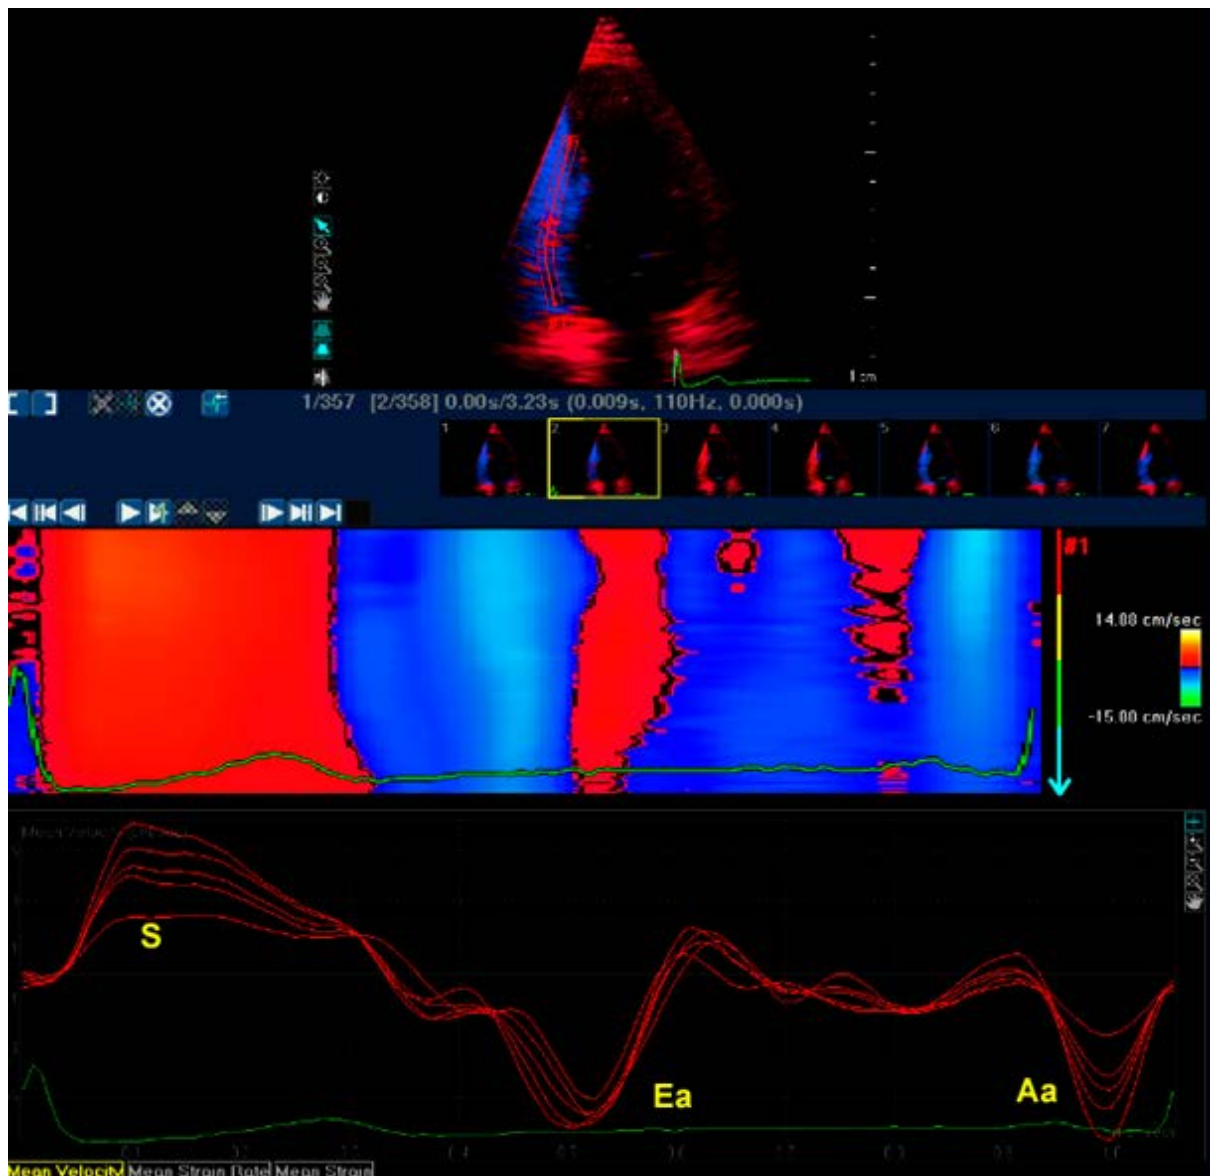 1 cm
1/357 [2/358] 0.00s/3.23s (0.009s, 110Hz, 0.000s)
1 2 3 4 5 6 7
#1
14.00 cm/sec
-15.00 cm/sec
S
Ea
Aa
Mean Velocity Mean Strain Rate Mean Strain